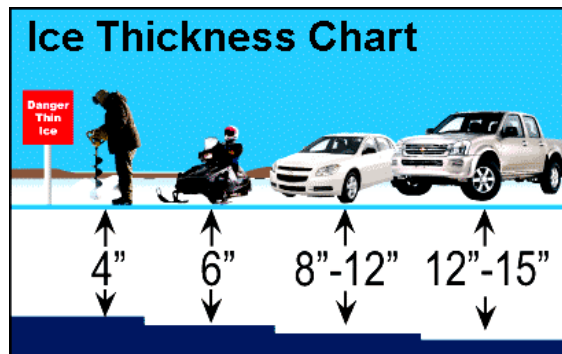 Ice Thickness Chart
Danger
Thin
Ice
4” 6” 8”-12” 12”-15”